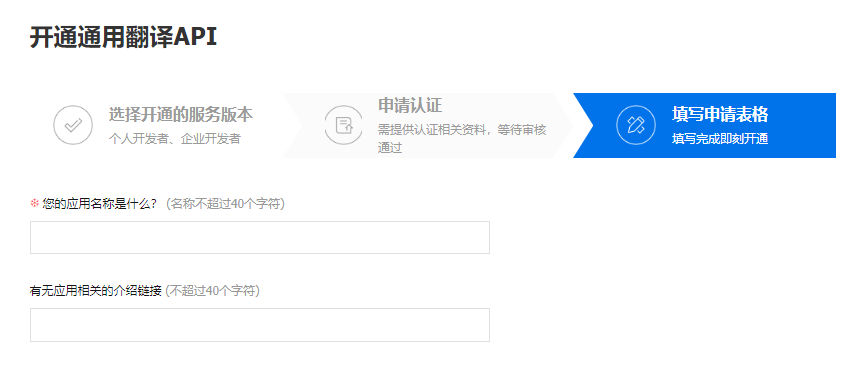 开通通用翻译API
选择开通的服务版本
个人开发者、企业开发者
申请认证
需提供认证相关资料，等待审核
通过
填写申请表格
填写完成即刻开通
※ 您的应用名称是什么？ (名称不超过40个字符)
有无应用相关的介绍链接 (不超过40个字符)